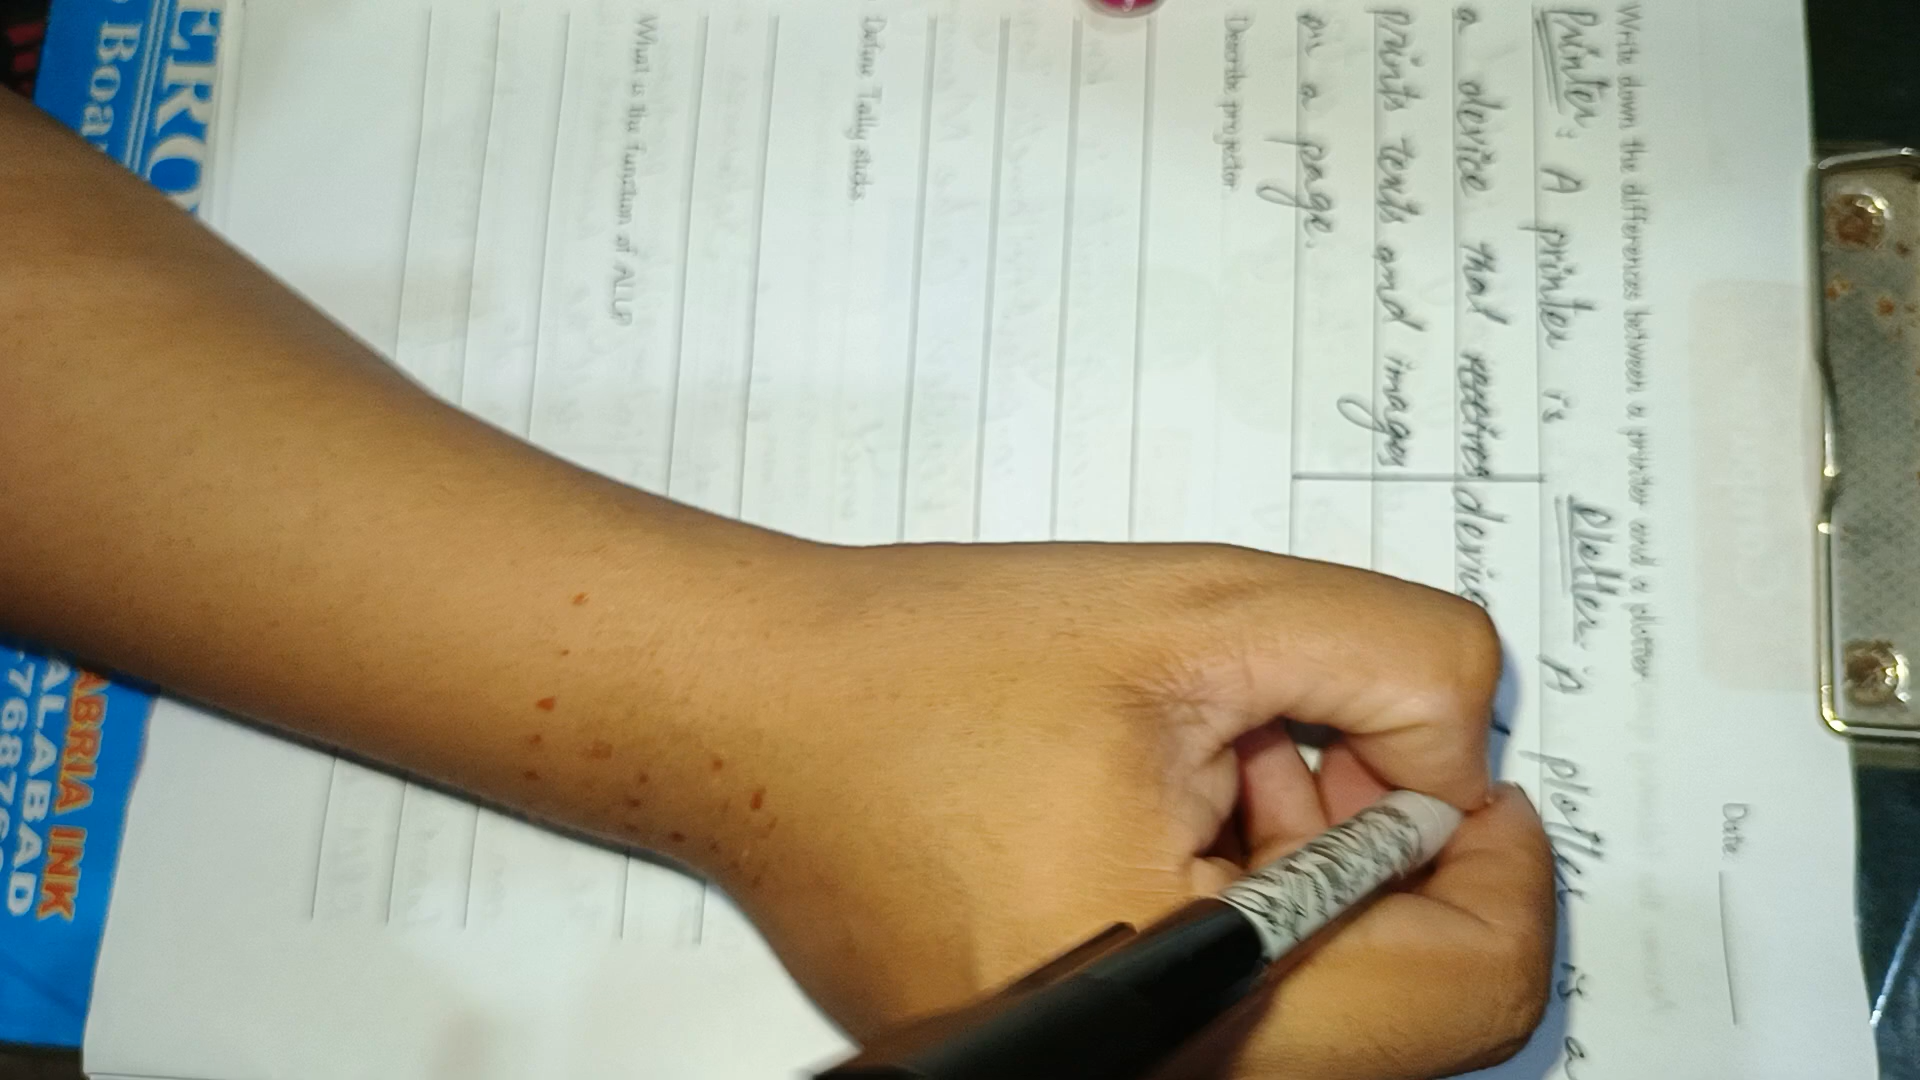 Date:
Write down the differences between a printer and a plotter.
Printer: A printer is
a device that prints texts and images
on a page.
Plotter- A plotter is a
device
Describe projector.
Define Tally sticks.
What is the function of ALU?
ERO
Boa
ABRIA INK
ALABAD